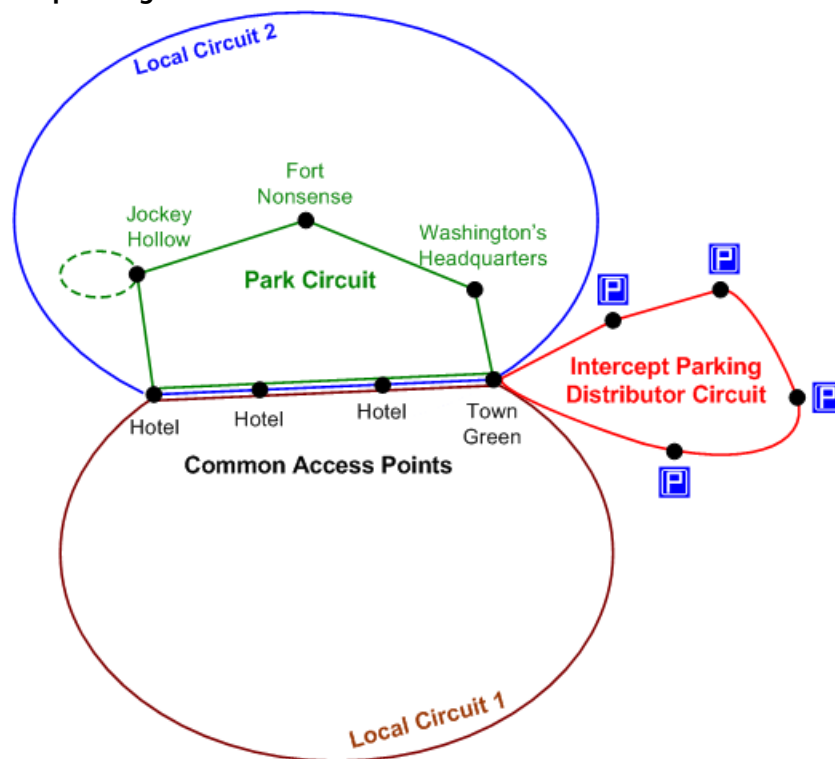 Local Circuit 2
Fort
Nonsense
Jockey
Hollow
Washington's
Headquarters
Park Circuit
P
P
Intercept Parking
Distributor Circuit
P
Hotel
Hotel
Hotel
Town
Green
Common Access Points
P
Local Circuit 1